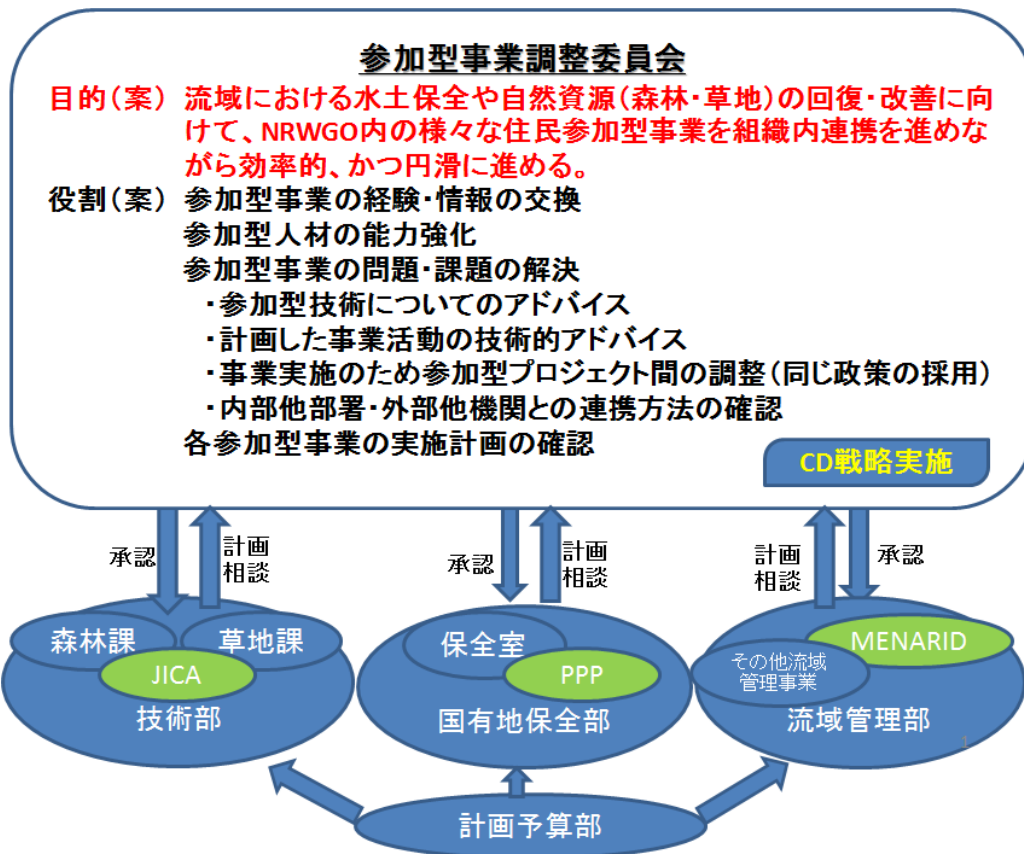 参加型事業調整委員会
目的（案） 流域における水土保全や自然資源（森林・草地）の回復・改善に向
けて、NRWGO内の様々な住民参加型事業を組織内連携を進めな
がら効率的、かつ円滑に進める。
役割（案） 参加型事業の経験・情報の交換
参加型人材の能力強化
参加型事業の問題・課題の解決
・参加型技術についてのアドバイス
・計画した事業活動の技術的アドバイス
・事業実施のため参加型プロジェクト間の調整（同じ政策の採用）
・内部他部署・外部他機関との連携方法の確認
各参加型事業の実施計画の確認
CD戦略実施
承認
計画
相談
承認
計画
相談
計画
相談
承認
森林課
草地課
JICA
技術部
保全室
PPP
国有地保全部
MENARID
その他流域
管理事業
流域管理部
1
計画予算部